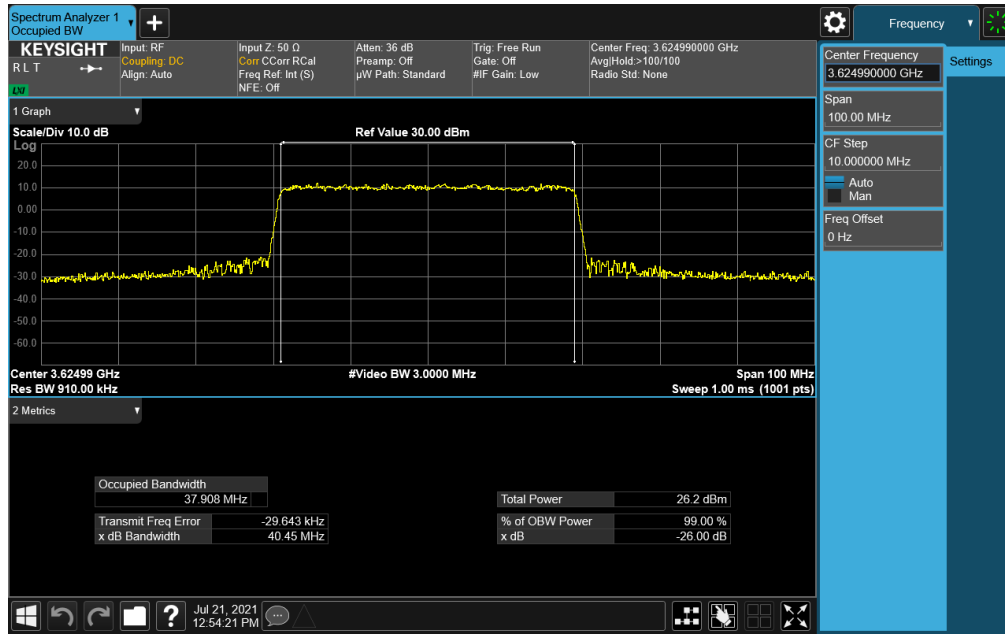 Spectrum Analyzer 1
Occupied BW
Frequency
KEYSIGHT
R L T
LXI
Input: RF
Coupling: DC
Align: Auto
Input Z: 50 Ω
Corr CCorr RCal
Freq Ref: Int (S)
NFE: Off
Atten: 36 dB
Preamp: Off
µW Path: Standard
Trig: Free Run
Gate: Off
#IF Gain: Low
Center Freq: 3.624990000 GHz
Avg|Hold:>100/100
Radio Std: None
Center Frequency
3.624990000 GHz
Settings
Span
100.00 MHz
CF Step
10.000000 MHz
Auto
Man
Freq Offset
0 Hz
1 Graph
Scale/Div 10.0 dB
Ref Value 30.00 dBm
Log
20.0
10.0
0.00
-10.0
-20.0
-30.0
-40.0
-50.0
-60.0
Center 3.62499 GHz
#Video BW 3.0000 MHz
Span 100 MHz
Res BW 910.00 kHz
Sweep 1.00 ms (1001 pts)
2 Metrics
Occupied Bandwidth
37.908 MHz
Total Power 26.2 dBm
Transmit Freq Error -29.643 kHz
% of OBW Power 99.00 %
x dB Bandwidth 40.45 MHz
x dB -26.00 dB
?
Jul 21, 2021
12:54:21 PM